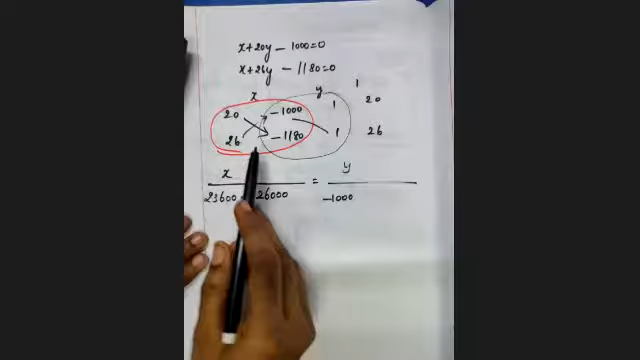 x+20y - 1000=0
x+26y - 1180=0
x y 1
20 -1000 1 20
26 -1180 1 26
x = y
23600 26000 -1000